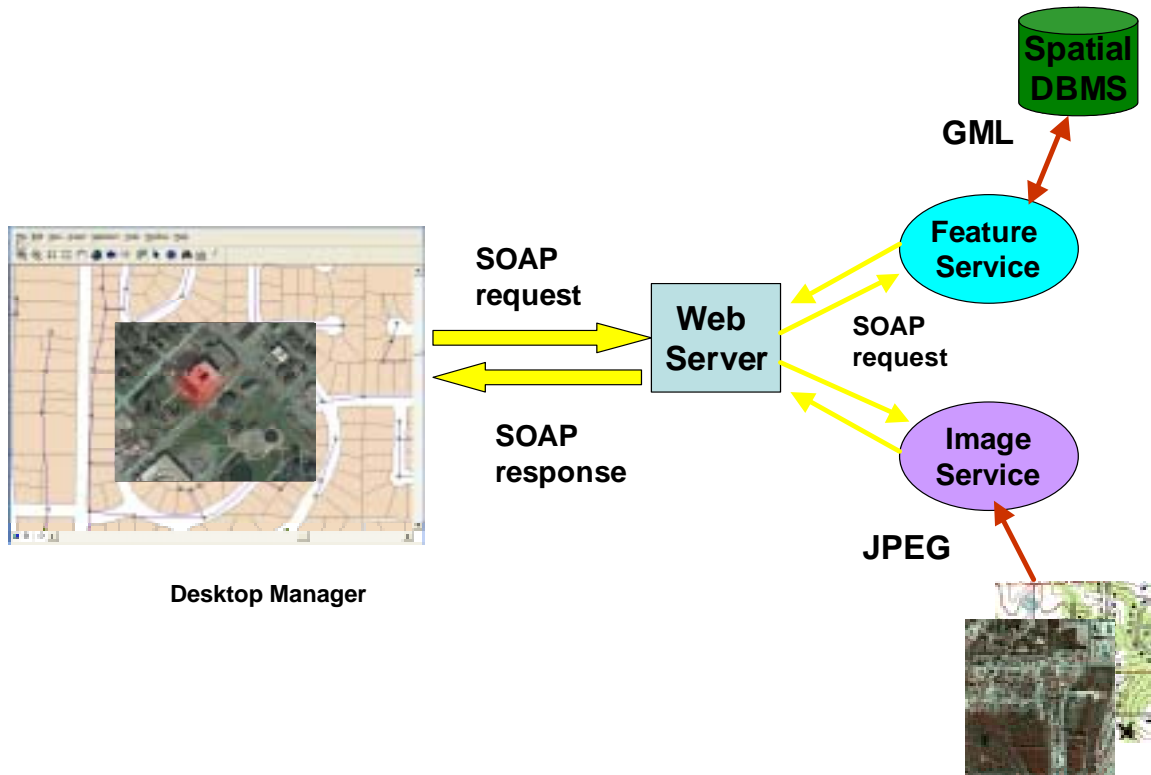 Spatial
DBMS
GML
Feature
Service
SOAP
request
Web
Server
SOAP
request
SOAP
response
Image
Service
JPEG
Desktop Manager